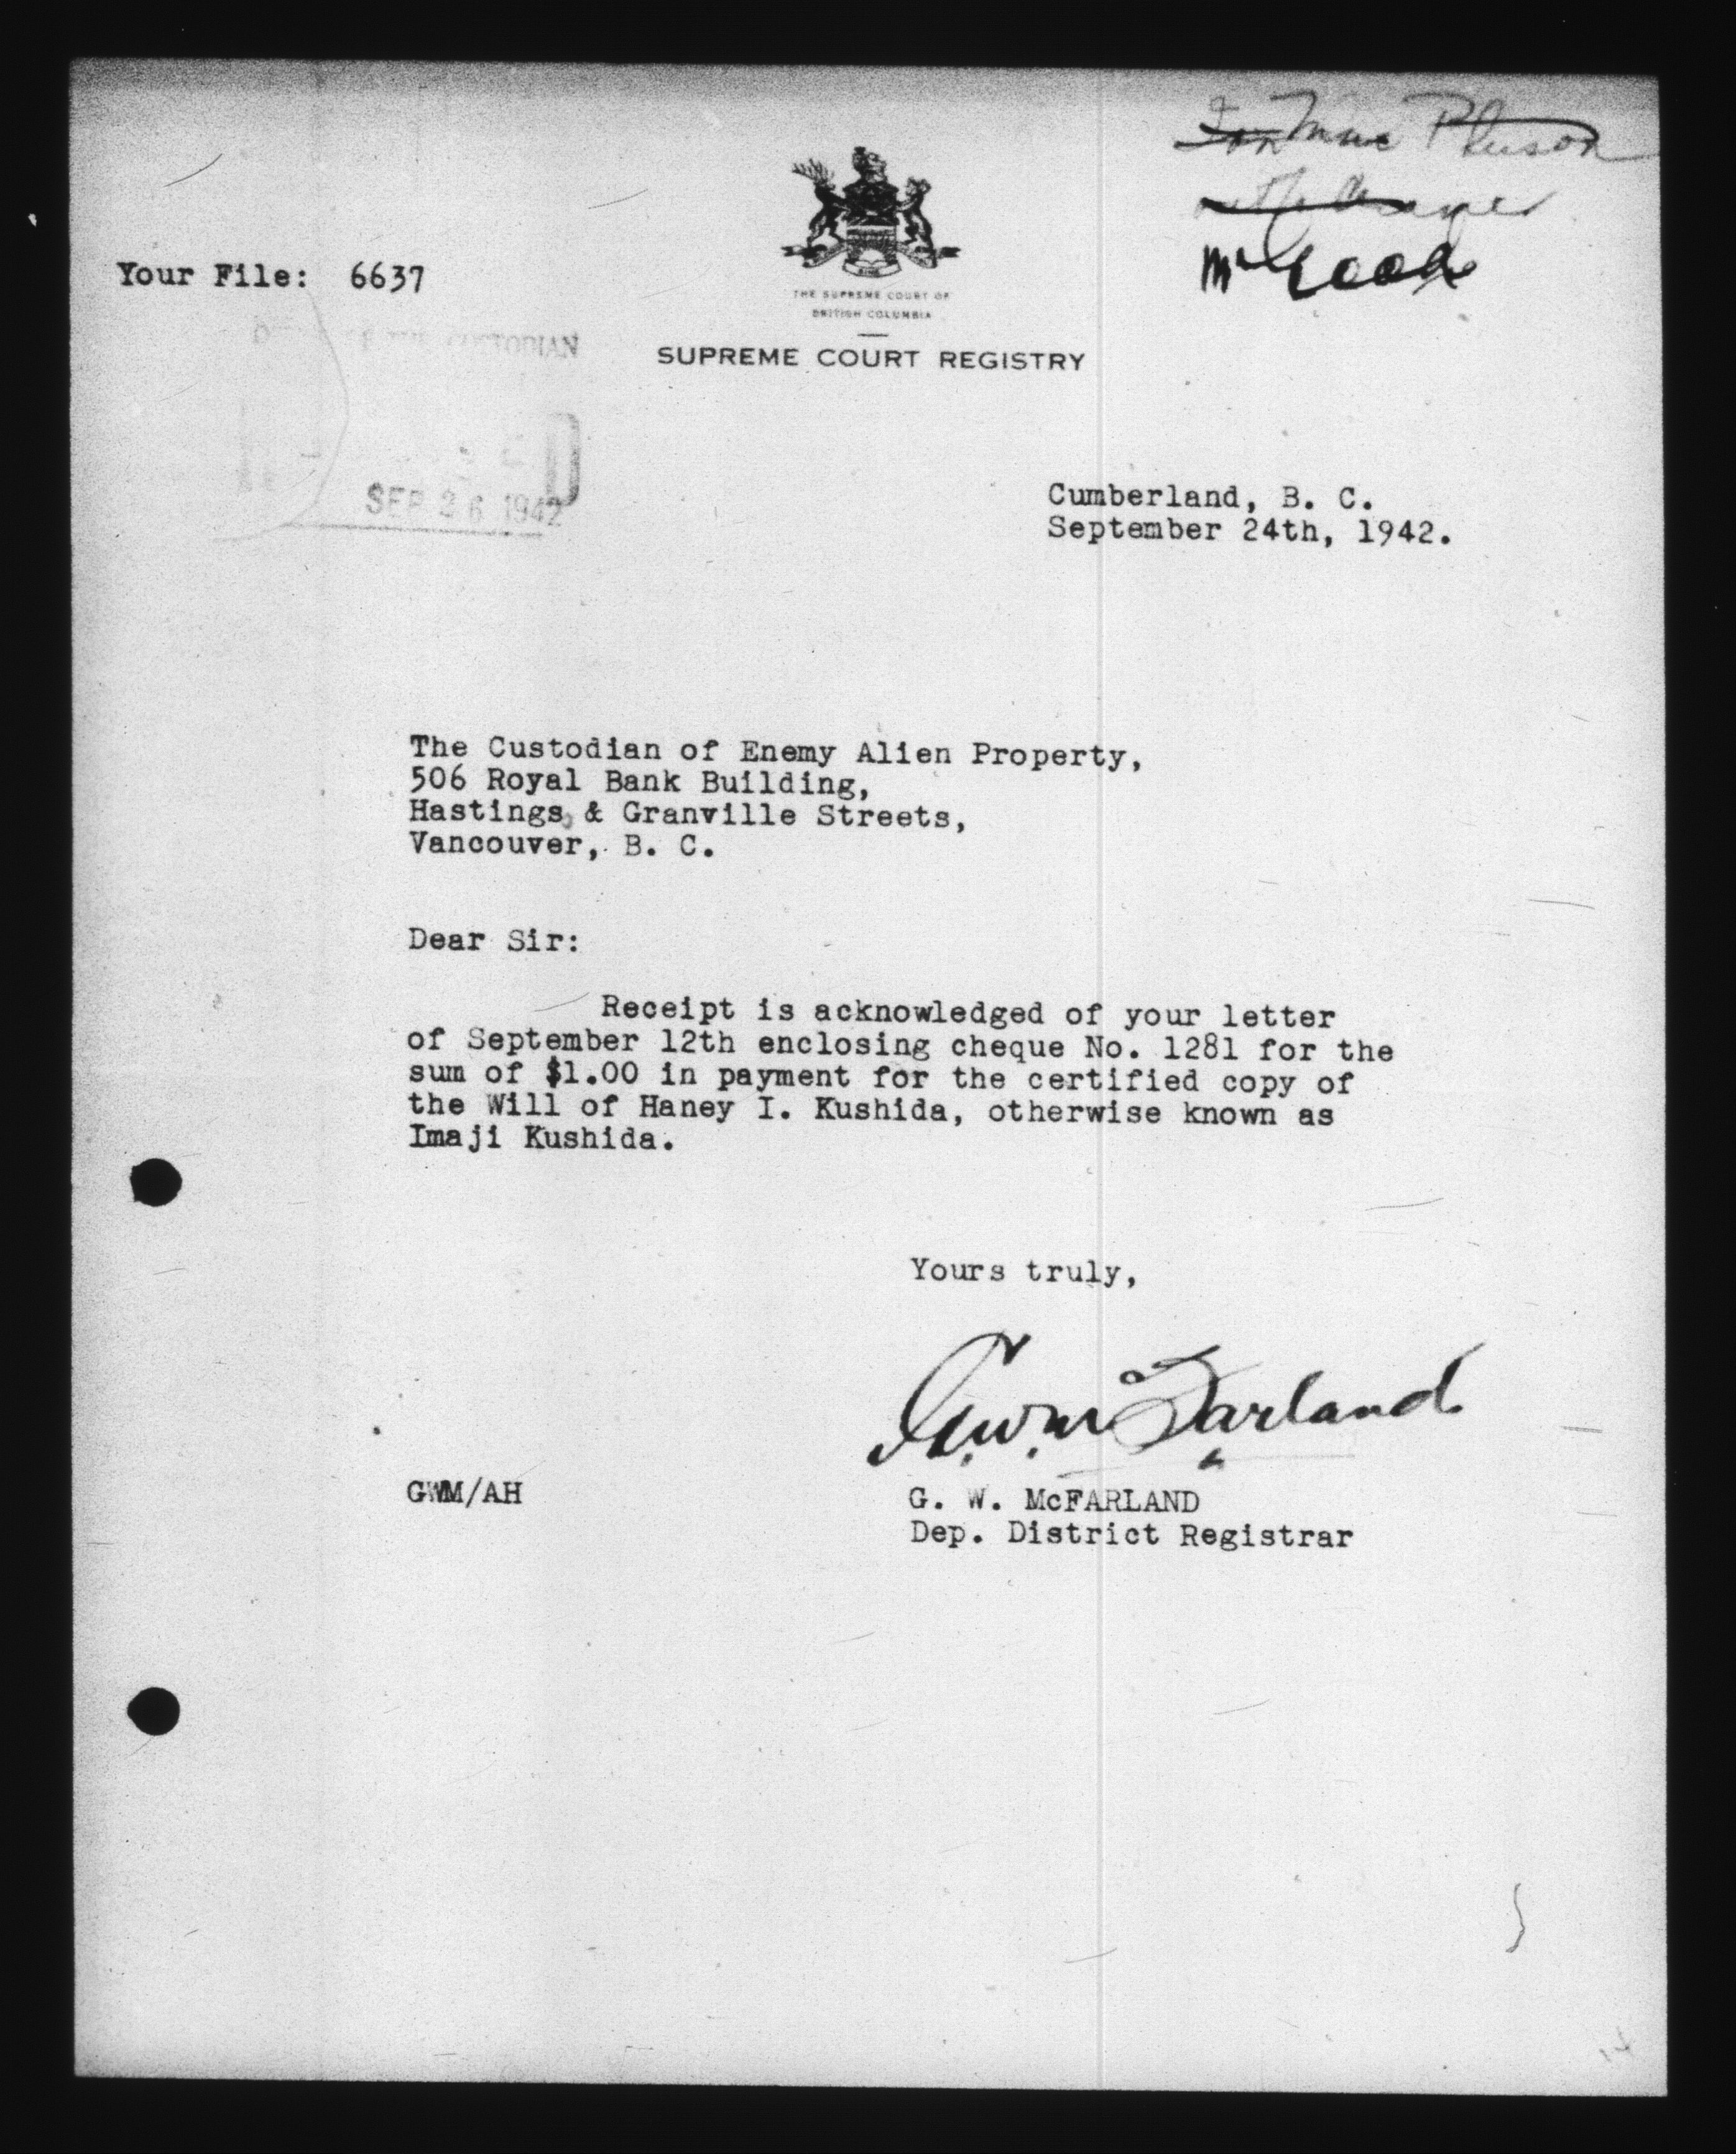 Your File: 6637
THE SUPREME COURT OF
BRITISH COLUMBIA
SUPREME COURT REGISTRY
CUSTODIAN
SEP 26 1942
Cumberland, B. C.
September 24th, 1942.
The Custodian of Enemy Alien Property,
506 Royal Bank Building,
Hastings & Granville Streets,
Vancouver, B. C.
Dear Sir:
Receipt is acknowledged of your letter
of September 12th enclosing cheque No. 1281 for the
sum of $1.00 in payment for the certified copy of
the Will of Haney I. Kushida, otherwise known as
Imaji Kushida.
Yours truly,
G.W. McFarland
GWM/AH
G. W. McFARLAND
Dep. District Registrar